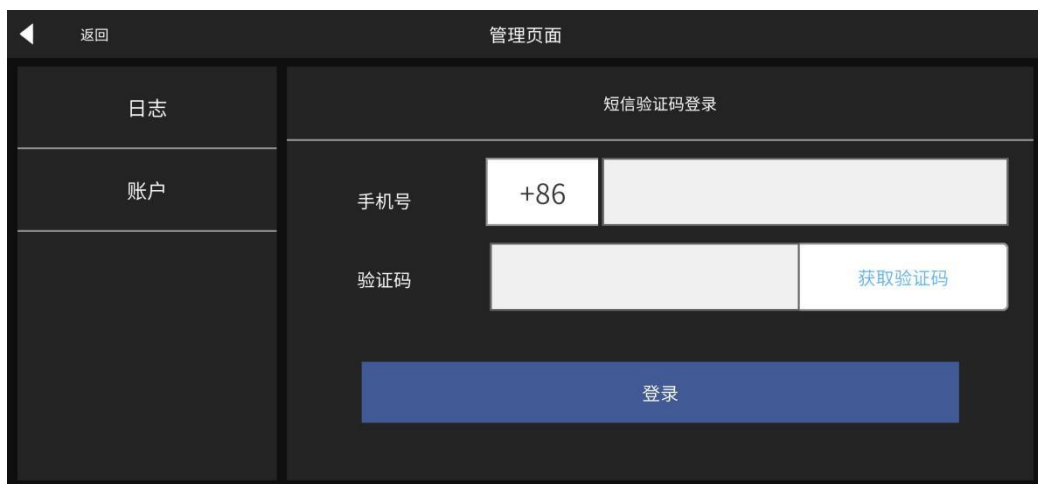 返回
管理页面
日志
账户
短信验证码登录
手机号
+86
验证码
获取验证码
登录